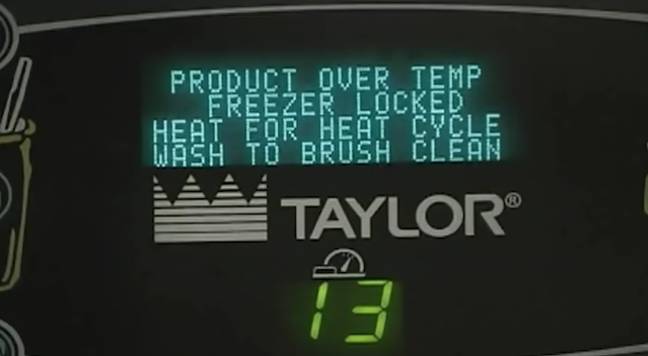 PRODUCT OVER TEMP
FREEZER LOCKED
HEAT FOR HEAT CYCLE
WASH TO BRUSH CLEAN
TAYLOR®
13